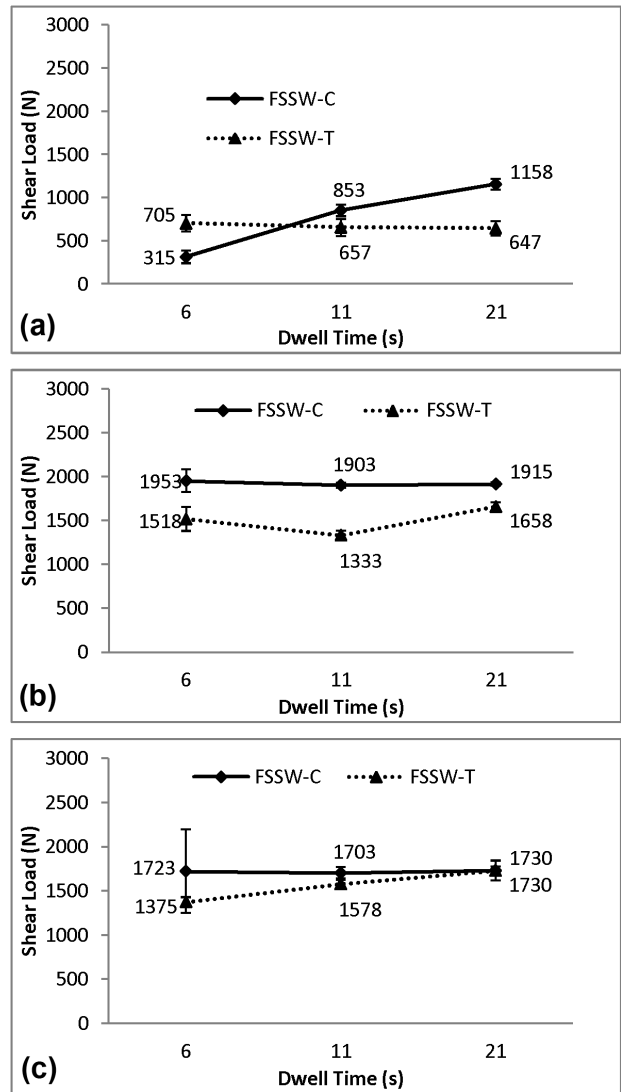 3000
2500
2000
1500
1000
500
0
Shear Load (N)
FSSW-C
FSSW-T
705
315
853
657
1158
647
6 11 21
Dwell Time (s)
(a)
3000
2500
2000
1500
1000
500
0
Shear Load (N)
FSSW-C FSSW-T
1953
1518
1903
1333
1915
1658
6 11 21
Dwell Time (s)
(b)
3000
2500
2000
1500
1000
500
0
Shear Load (N)
FSSW-C FSSW-T
1723
1375
1703
1578
1730
1730
6 11 21
Dwell Time (s)
(c)